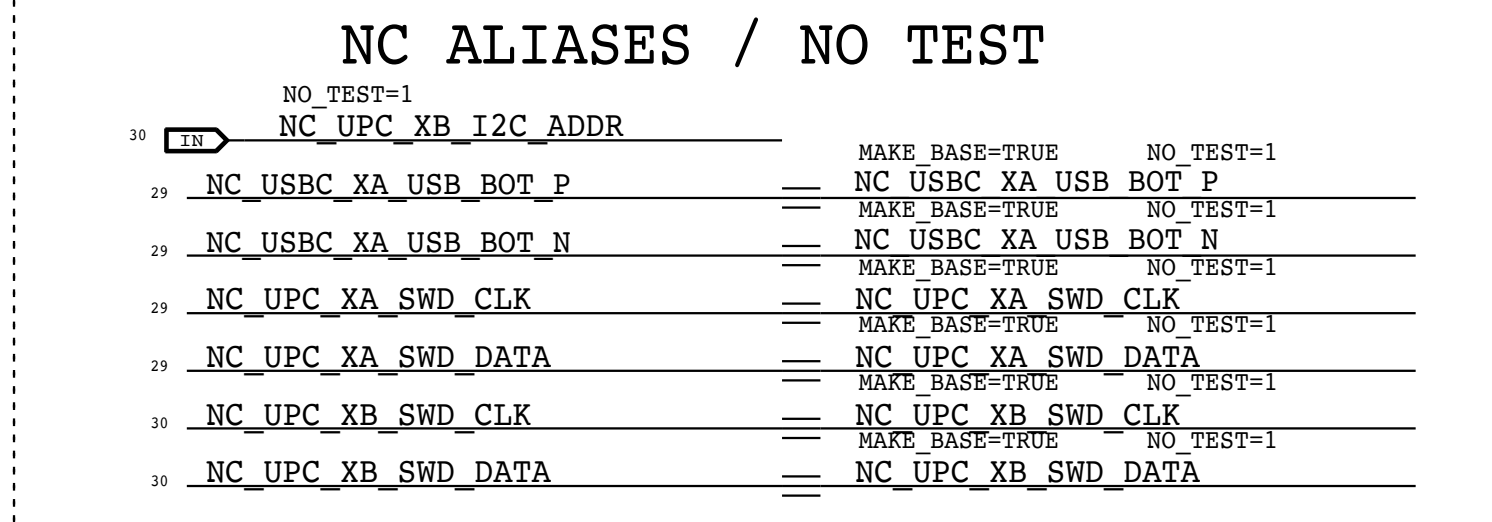 NC ALIASES / NO TEST
NO_TEST=1
30 IN NC_UPC_XB_I2C_ADDR
MAKE_BASE=TRUE NO_TEST=1
29 NC_USBC_XA_USB_BOT_P NC_USBC_XA_USB_BOT_P
MAKE_BASE=TRUE NO_TEST=1
29 NC_USBC_XA_USB_BOT_N NC_USBC_XA_USB_BOT_N
MAKE_BASE=TRUE NO_TEST=1
29 NC_UPC_XA_SWD_CLK NC_UPC_XA_SWD_CLK
MAKE_BASE=TRUE NO_TEST=1
29 NC_UPC_XA_SWD_DATA NC_UPC_XA_SWD_DATA
MAKE_BASE=TRUE NO_TEST=1
30 NC_UPC_XB_SWD_CLK NC_UPC_XB_SWD_CLK
MAKE_BASE=TRUE NO_TEST=1
30 NC_UPC_XB_SWD_DATA NC_UPC_XB_SWD_DATA